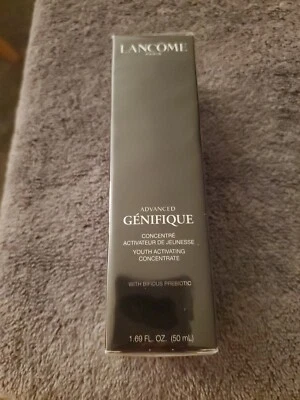 LANCÔME
PARIS
ADVANCED
GÉNIFIQUE
CONCENTRÉ
ACTIVATEUR DE JEUNESSE
YOUTH ACTIVATING
CONCENTRATE
WITH BIFIDUS PREBIOTIC
1.69 FL. OZ. (50 mL)